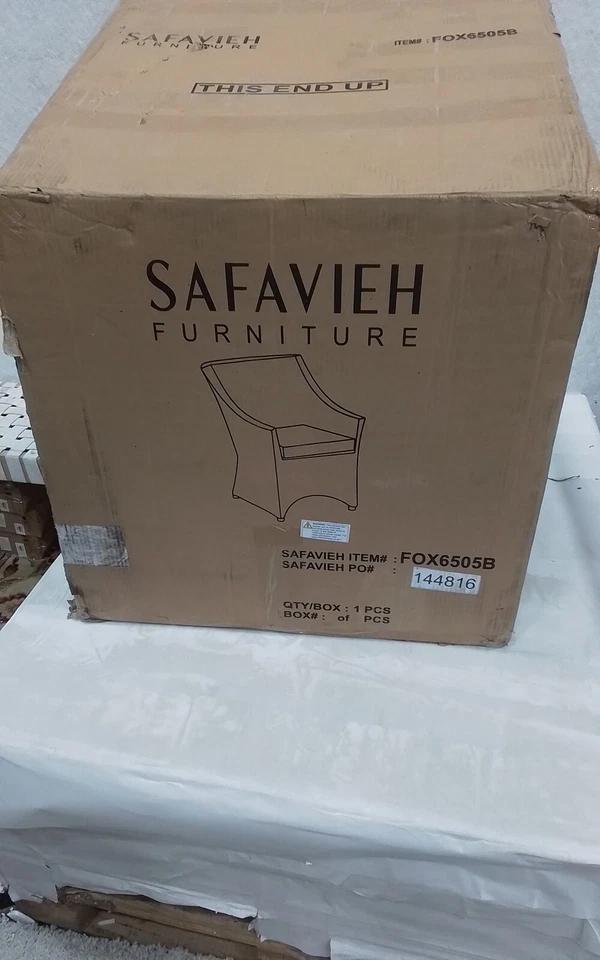 SAFAVIEH
FURNITURE
ITEM# : FOX6505B
THIS END UP
SAFAVIEH
FURNITURE
SAFAVIEH ITEM# : FOX6505B
SAFAVIEH PO# : 144816
QTY/BOX : 1 PCS
BOX# : of PCS